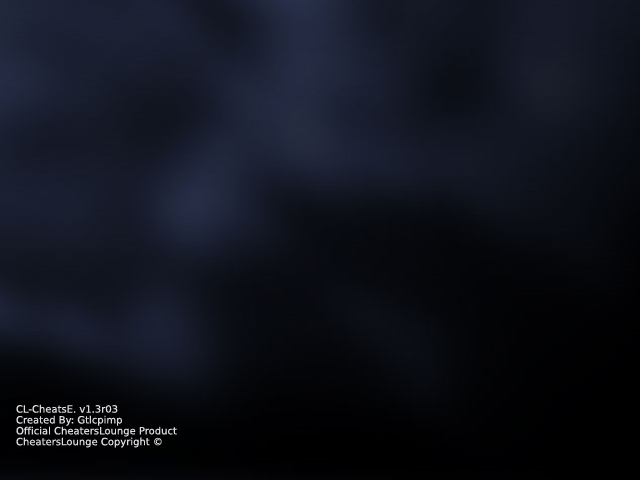 CL-CheatsE. v1.3r03
Created By: Gtlcpimp
Official CheatersLounge Product
CheatersLounge Copyright ©